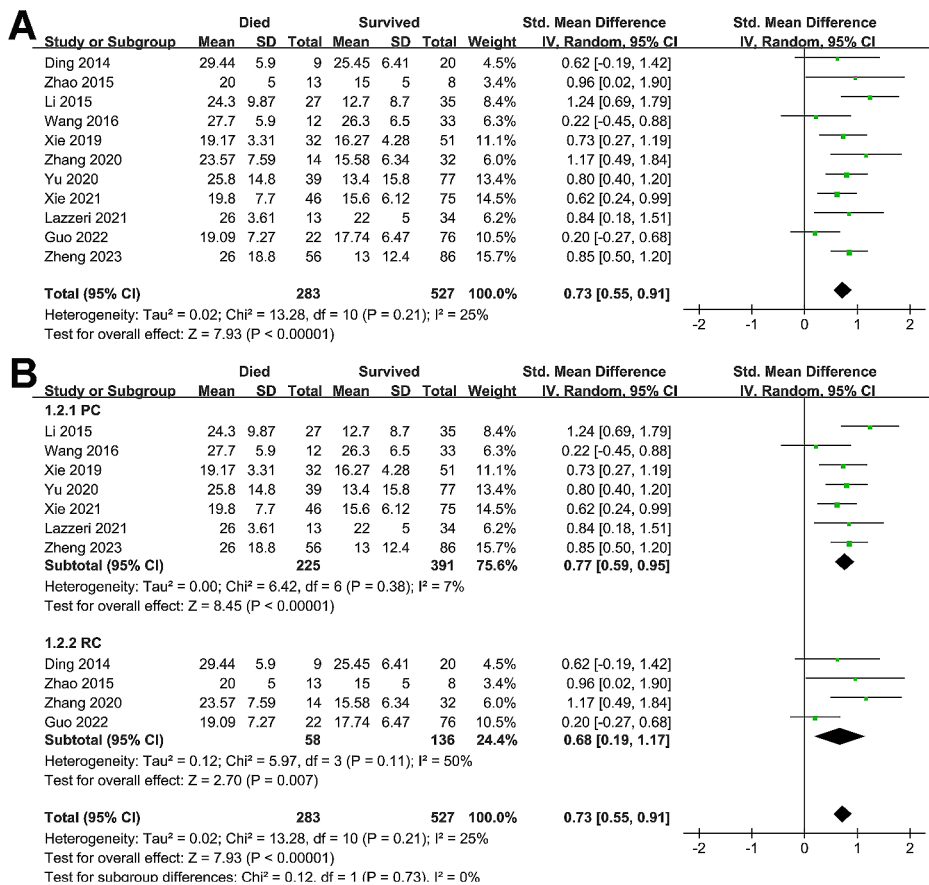 A
Died Survived Std. Mean Difference Std. Mean Difference
Study or Subgroup Mean SD Total Mean SD Total Weight IV, Random, 95% CI IV, Random, 95% CI
Ding 2014 29.44 5.9 9 25.45 6.41 20 4.5% 0.62 [-0.19, 1.42]
Zhao 2015 20 5 13 15 5 8 3.4% 0.96 [0.02, 1.90]
Li 2015 24.3 9.87 27 12.7 8.7 35 8.4% 1.24 [0.69, 1.79]
Wang 2016 27.7 5.9 12 26.3 6.5 33 6.3% 0.22 [-0.45, 0.88]
Xie 2019 19.17 3.31 32 16.27 4.28 51 11.1% 0.73 [0.27, 1.19]
Zhang 2020 23.57 7.59 14 15.58 6.34 32 6.0% 1.17 [0.49, 1.84]
Yu 2020 25.8 14.8 39 13.4 15.8 77 13.4% 0.80 [0.40, 1.20]
Xie 2021 19.8 7.7 46 15.6 6.12 75 14.5% 0.62 [0.24, 0.99]
Lazzeri 2021 26 3.61 13 22 5 34 6.2% 0.84 [0.18, 1.51]
Guo 2022 19.09 7.27 22 17.74 6.47 76 10.5% 0.20 [-0.27, 0.68]
Zheng 2023 26 18.8 56 13 12.4 86 15.7% 0.85 [0.50, 1.20]
Total (95% CI) 283 527 100.0% 0.73 [0.55, 0.91]
Heterogeneity: Tau² = 0.02; Chi² = 13.28, df = 10 (P = 0.21); I² = 25%
Test for overall effect: Z = 7.93 (P < 0.00001)
-2 -1 0 1 2
B
Died Survived Std. Mean Difference Std. Mean Difference
Study or Subgroup Mean SD Total Mean SD Total Weight IV, Random, 95% CI IV, Random, 95% CI
1.2.1 PC
Li 2015 24.3 9.87 27 12.7 8.7 35 8.4% 1.24 [0.69, 1.79]
Wang 2016 27.7 5.9 12 26.3 6.5 33 6.3% 0.22 [-0.45, 0.88]
Xie 2019 19.17 3.31 32 16.27 4.28 51 11.1% 0.73 [0.27, 1.19]
Yu 2020 25.8 14.8 39 13.4 15.8 77 13.4% 0.80 [0.40, 1.20]
Xie 2021 19.8 7.7 46 15.6 6.12 75 14.5% 0.62 [0.24, 0.99]
Lazzeri 2021 26 3.61 13 22 5 34 6.2% 0.84 [0.18, 1.51]
Zheng 2023 26 18.8 56 13 12.4 86 15.7% 0.85 [0.50, 1.20]
Subtotal (95% CI) 225 391 75.6% 0.77 [0.59, 0.95]
Heterogeneity: Tau² = 0.00; Chi² = 6.42, df = 6 (P = 0.38); I² = 7%
Test for overall effect: Z = 8.45 (P < 0.00001)
1.2.2 RC
Ding 2014 29.44 5.9 9 25.45 6.41 20 4.5% 0.62 [-0.19, 1.42]
Zhao 2015 20 5 13 15 5 8 3.4% 0.96 [0.02, 1.90]
Zhang 2020 23.57 7.59 14 15.58 6.34 32 6.0% 1.17 [0.49, 1.84]
Guo 2022 19.09 7.27 22 17.74 6.47 76 10.5% 0.20 [-0.27, 0.68]
Subtotal (95% CI) 58 136 24.4% 0.68 [0.19, 1.17]
Heterogeneity: Tau² = 0.12; Chi² = 5.97, df = 3 (P = 0.11); I² = 50%
Test for overall effect: Z = 2.70 (P = 0.007)
Total (95% CI) 283 527 100.0% 0.73 [0.55, 0.91]
Heterogeneity: Tau² = 0.02; Chi² = 13.28, df = 10 (P = 0.21); I² = 25%
-2 -1 0 1 2
Test for overall effect: Z = 7.93 (P < 0.00001)
Test for subgroup differences: Chi² = 0.12, df = 1 (P = 0.73), I² = 0%